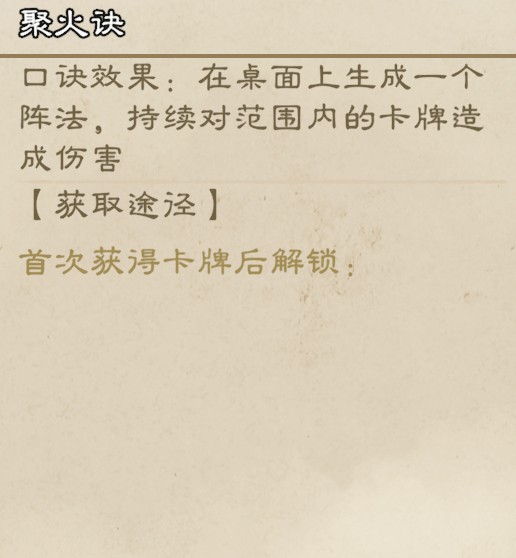 聚火诀
口诀效果：在桌面上生成一个
阵法，持续对范围内的卡牌造
成伤害
【获取途径】
首次获得卡牌后解锁；